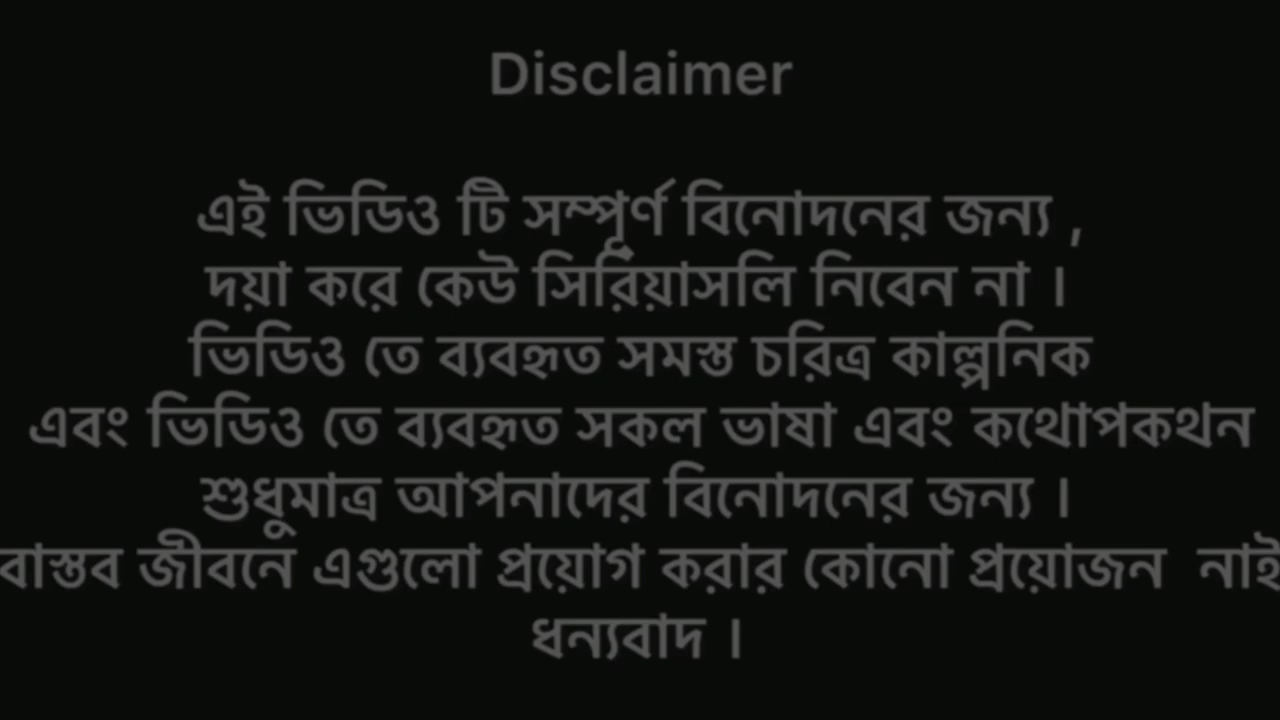 Disclaimer
এই ভিডিও টি সম্পূর্ণ বিনোদনের জন্য ,
দয়া করে কেউ সিরিয়াসলি নিবেন না ।
ভিডিও তে ব্যবহৃত সমস্ত চরিত্র কাল্পনিক
এবং ভিডিও তে ব্যবহৃত সকল ভাষা এবং কথোপকথন
শুধুমাত্র আপনাদের বিনোদনের জন্য ।
বাস্তব জীবনে এগুলো প্রয়োগ করার কোনো প্রয়োজন নাই
ধন্যবাদ ।